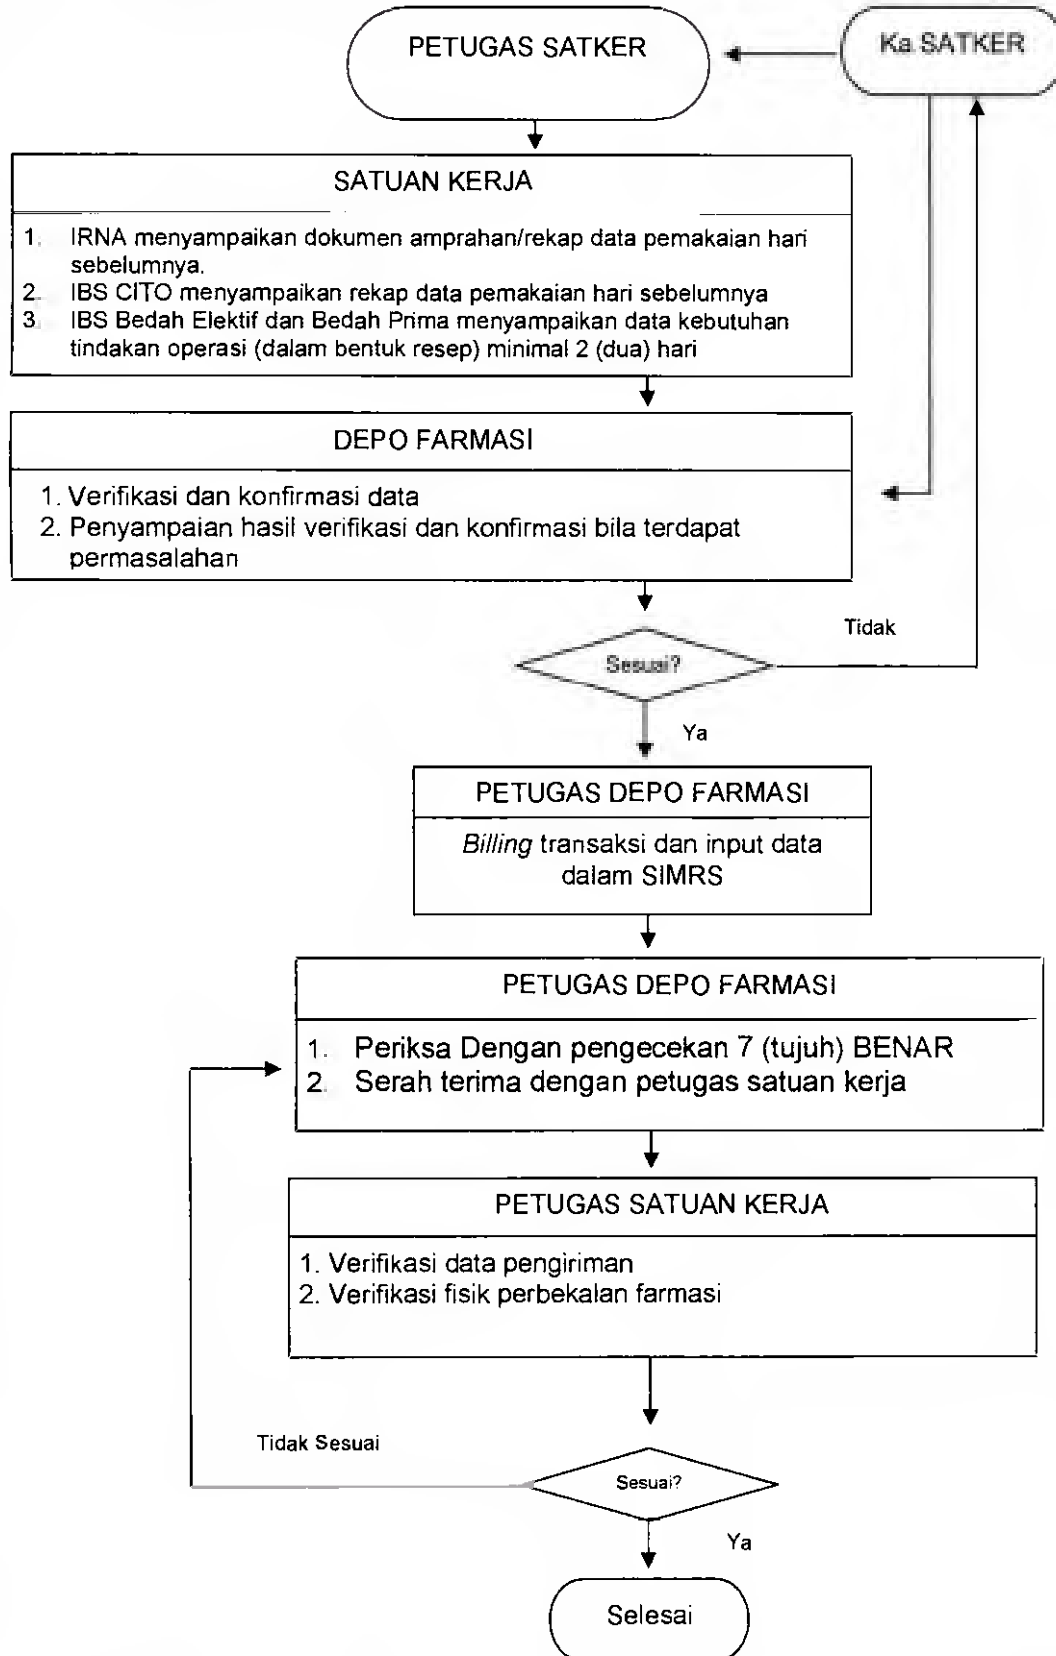 PETUGAS SATKER
Ka SATKER
SATUAN KERJA
1. IRNA menyampaikan dokumen amprahan/rekap data pemakaian hari
sebelumnya.
2. IBS CITO menyampaikan rekap data pemakaian hari sebelumnya
3. IBS Bedah Elektif dan Bedah Prima menyampaikan data kebutuhan
tindakan operasi (dalam bentuk resep) minimal 2 (dua) hari
DEPO FARMASI
1. Verifikasi dan konfirmasi data
2. Penyampaian hasil verifikasi dan konfirmasi bila terdapat
permasalahan
Tidak
Sesuai?
Ya
PETUGAS DEPO FARMASI
Billing transaksi dan input data
dalam SIMRS
PETUGAS DEPO FARMASI
1. Periksa Dengan pengecekan 7 (tujuh) BENAR
2. Serah terima dengan petugas satuan kerja
PETUGAS SATUAN KERJA
1. Verifikasi data pengiriman
2. Verifikasi fisik perbekalan farmasi
Tidak Sesuai
Sesuai?
Ya
Selesai